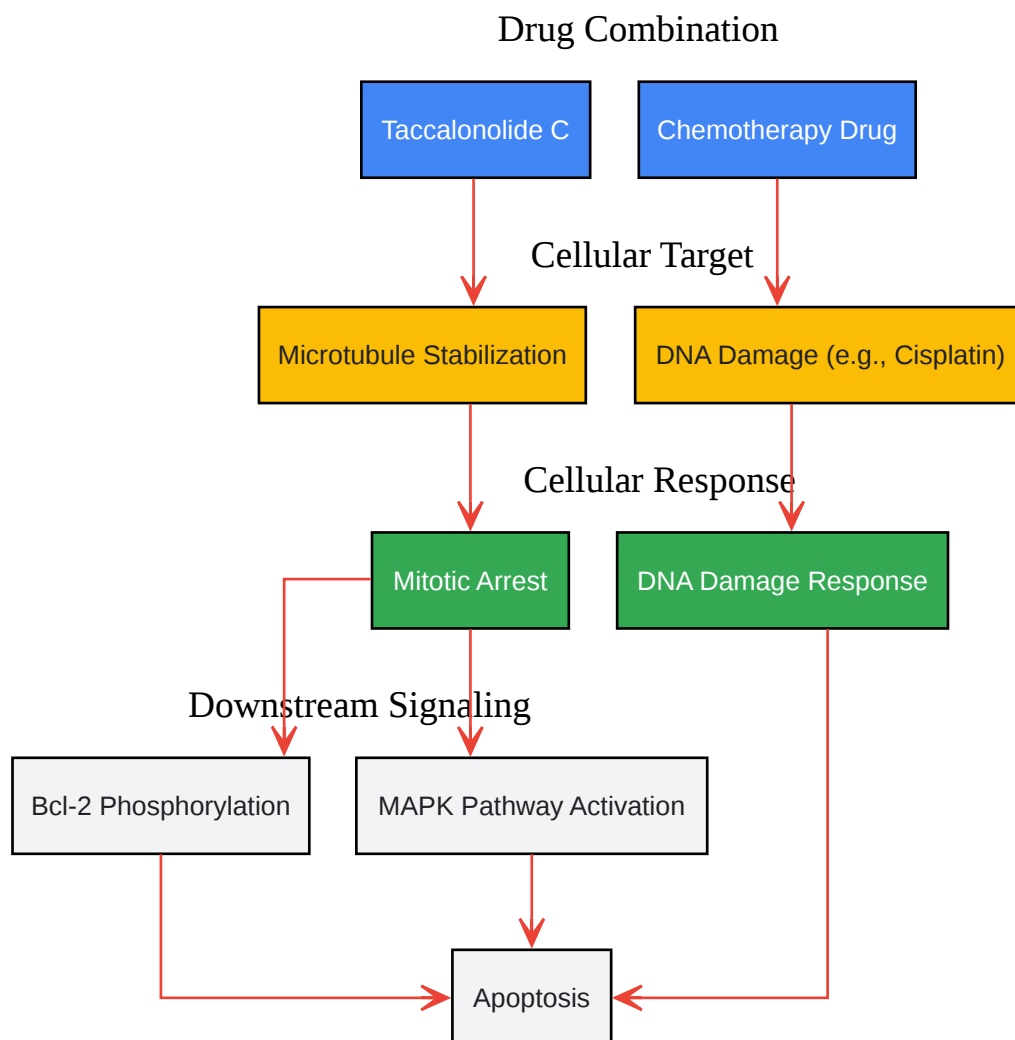 Drug Combination
Taccalonolide C
Chemotherapy Drug
Cellular Target
Microtubule Stabilization
DNA Damage (e.g., Cisplatin)
Cellular Response
Mitotic Arrest
DNA Damage Response
Downstream Signaling
Bcl-2 Phosphorylation
MAPK Pathway Activation
Apoptosis